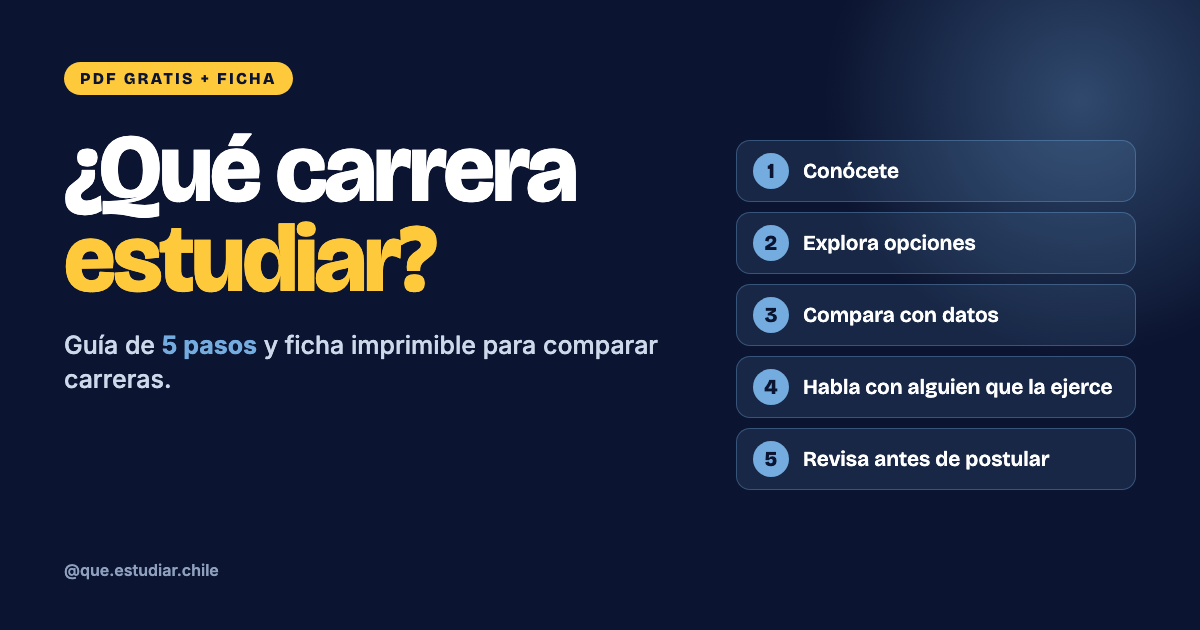 PDF GRATIS + FICHA
¿Qué carrera
estudiar?
Guía de 5 pasos y ficha imprimible para comparar
carreras.
1 Conócete
2 Explora opciones
3 Compara con datos
4 Habla con alguien que la ejerce
5 Revisa antes de postular
@que.estudiar.chile